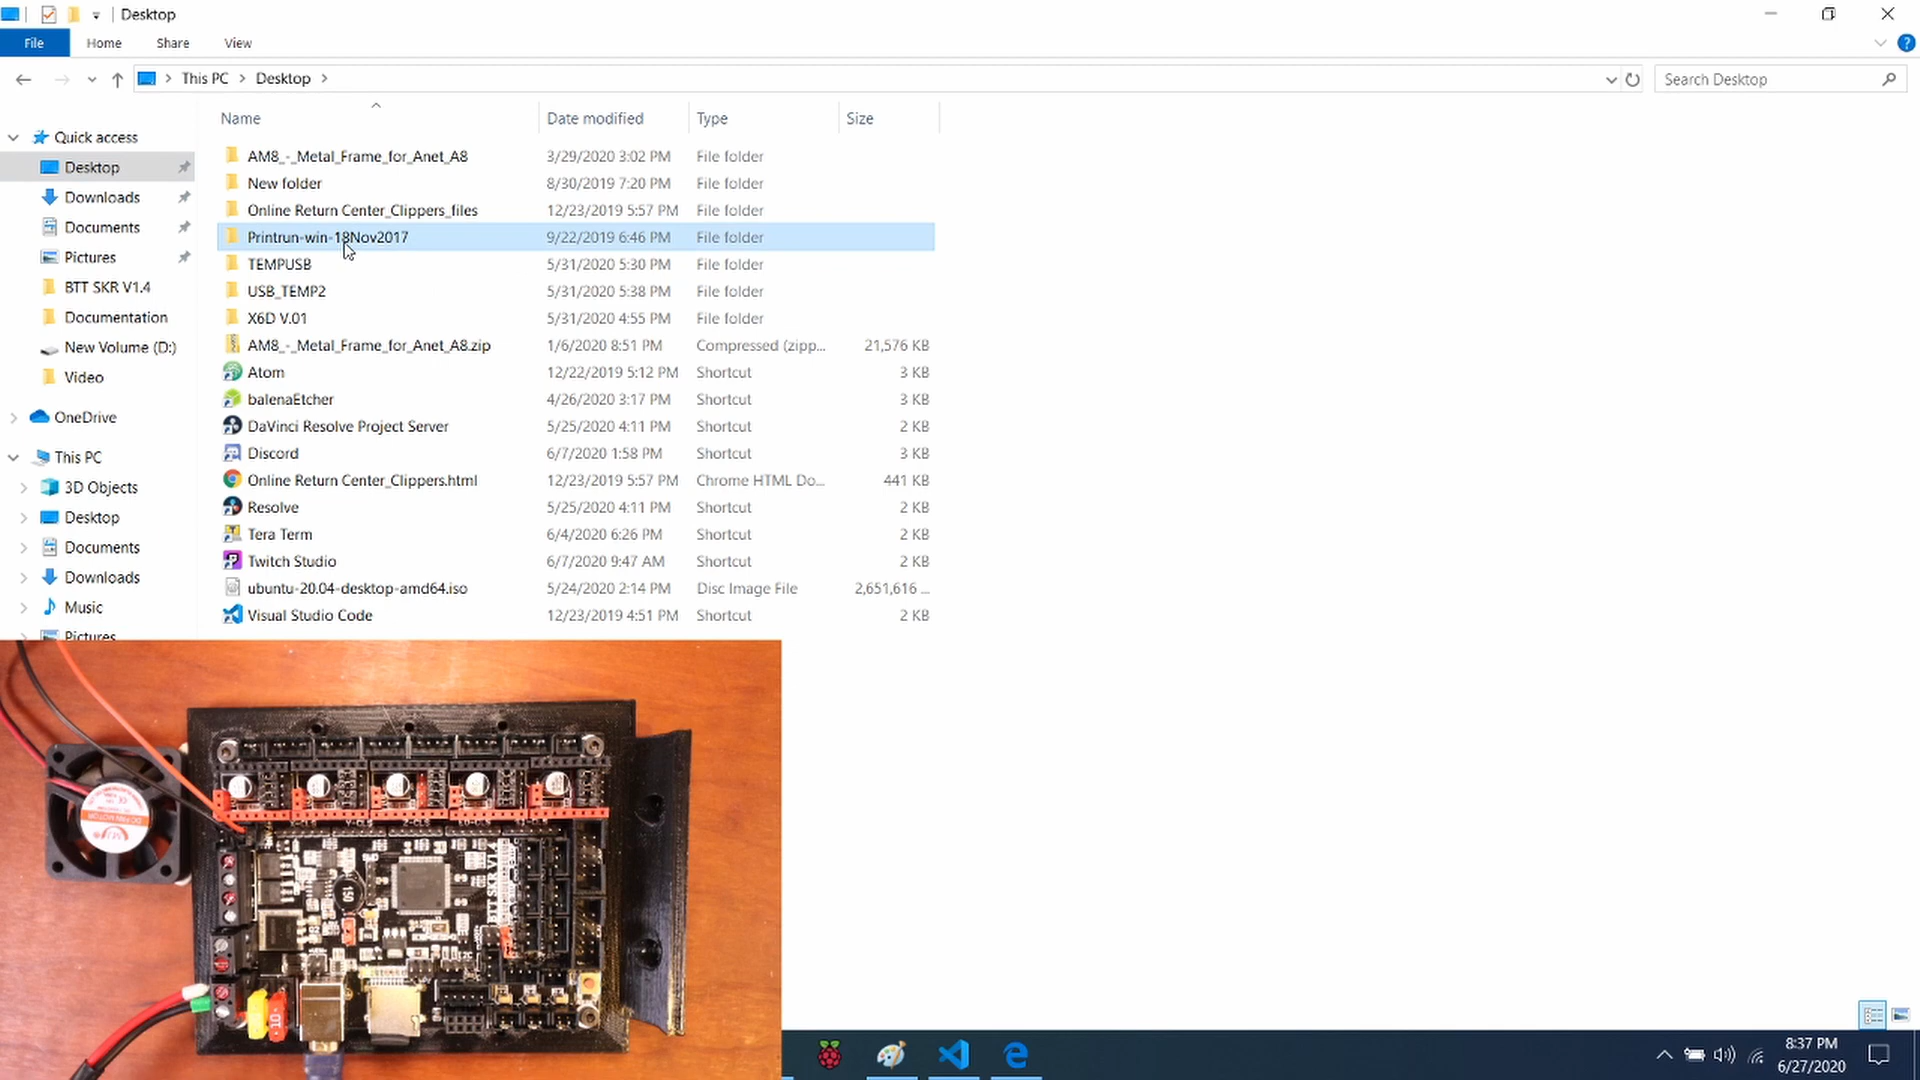 Desktop
File Home Share View
This PC Desktop
Search Desktop
Name Date modified Type Size
Quick access
Desktop
Downloads
Documents
Pictures
BTT SKR V1.4
Documentation
New Volume (D:)
Video
OneDrive
This PC
3D Objects
Desktop
Documents
Downloads
Music
Pictures
AM8_-_Metal_Frame_for_Anet_A8 3/29/2020 3:02 PM File folder
New folder 8/30/2019 7:20 PM File folder
Online Return Center_Clippers_files 12/23/2019 5:57 PM File folder
Printrun-win-18Nov2017 9/22/2019 6:46 PM File folder
TEMPUSB 5/31/2020 5:30 PM File folder
USB_TEMP2 5/31/2020 5:38 PM File folder
X6D V.01 5/31/2020 4:55 PM File folder
AM8_-_Metal_Frame_for_Anet_A8.zip 1/6/2020 8:51 PM Compressed (zipp... 21,576 KB
Atom 12/22/2019 5:12 PM Shortcut 3 KB
balenaEtcher 4/26/2020 3:17 PM Shortcut 3 KB
DaVinci Resolve Project Server 5/25/2020 4:11 PM Shortcut 2 KB
Discord 6/7/2020 1:58 PM Shortcut 3 KB
Online Return Center_Clippers.html 12/23/2019 5:57 PM Chrome HTML Do... 441 KB
Resolve 5/25/2020 4:11 PM Shortcut 2 KB
Tera Term 6/4/2020 6:26 PM Shortcut 2 KB
Twitch Studio 6/7/2020 9:47 AM Shortcut 2 KB
ubuntu-20.04-desktop-amd64.iso 5/24/2020 2:14 PM Disc Image File 2,651,616 ...
Visual Studio Code 12/23/2019 4:51 PM Shortcut 2 KB
BTT SKR V1.4
150
10
8:37 PM
6/27/2020